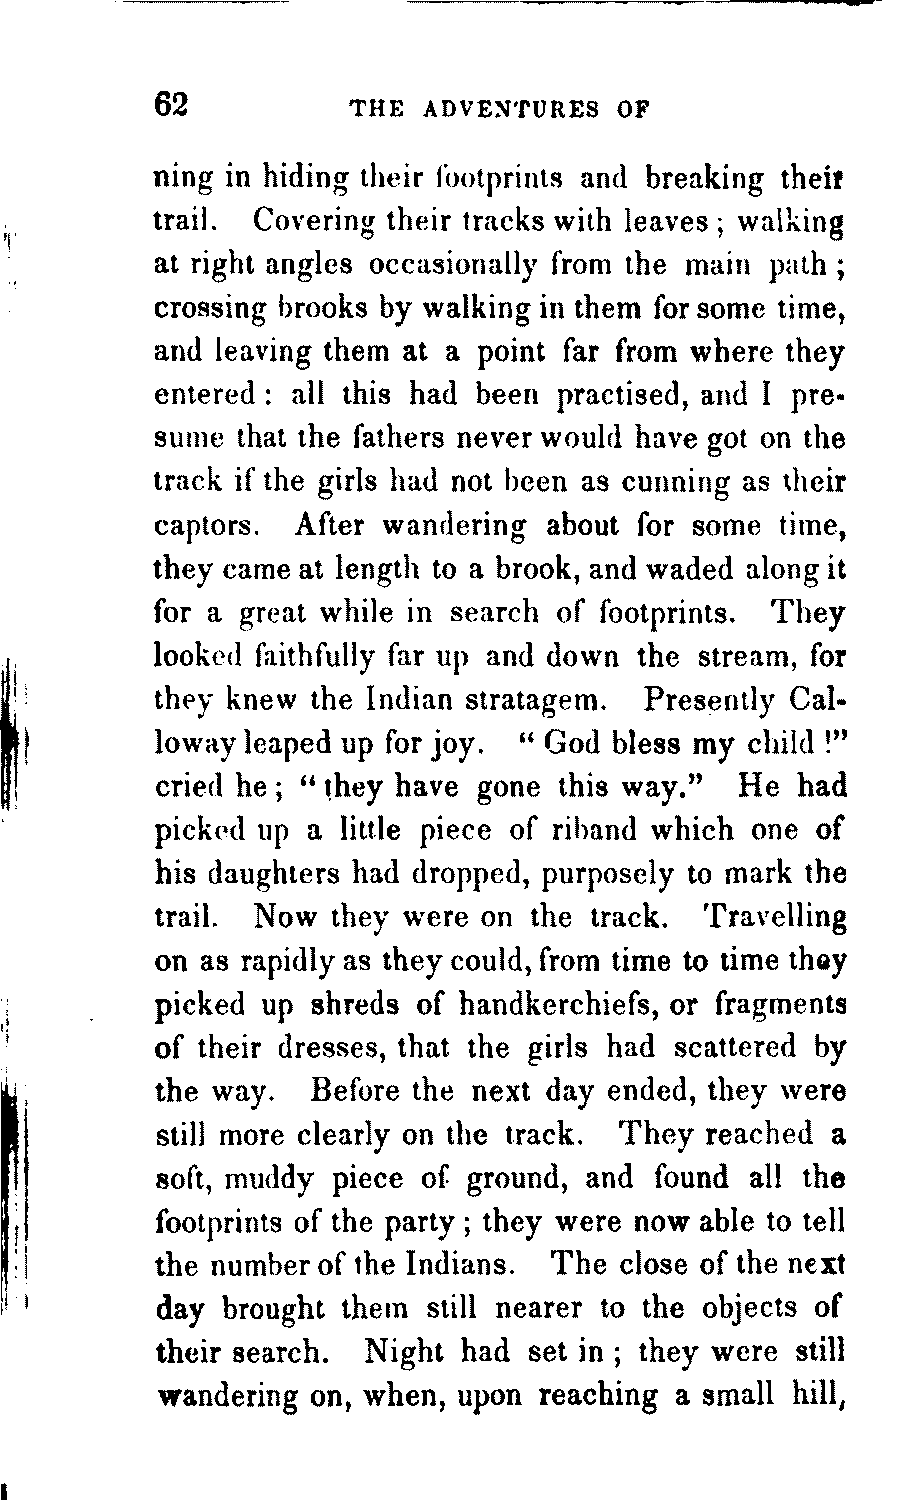 62 THE ADVENTURES OF
ning in hiding their footprints and breaking their
trail. Covering their tracks with leaves; walking
at right angles occasionally from the main path;
crossing brooks by walking in them for some time,
and leaving them at a point far from where they
entered: all this had been practised, and I pre-
sume that the fathers never would have got on the
track if the girls had not been as cunning as their
captors. After wandering about for some time,
they came at length to a brook, and waded along it
for a great while in search of footprints. They
looked faithfully far up and down the stream, for
they knew the Indian stratagem. Presently Cal-
loway leaped up for joy. "God bless my child!"
cried he; "they have gone this way." He had
picked up a little piece of riband which one of
his daughters had dropped, purposely to mark the
trail. Now they were on the track. Travelling
on as rapidly as they could, from time to time they
picked up shreds of handkerchiefs, or fragments
of their dresses, that the girls had scattered by
the way. Before the next day ended, they were
still more clearly on the track. They reached a
soft, muddy piece of ground, and found all the
footprints of the party; they were now able to tell
the number of the Indians. The close of the next
day brought them still nearer to the objects of
their search. Night had set in; they were still
wandering on, when, upon reaching a small hill,